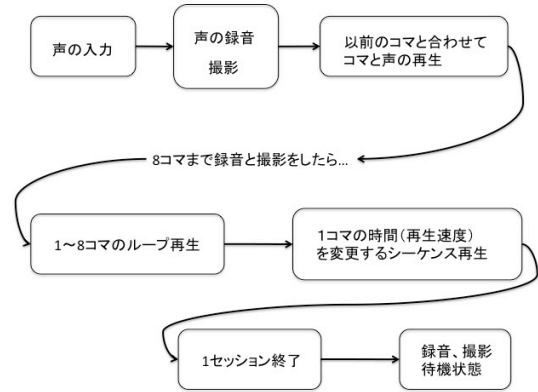 声の入力
声の録音
撮影
以前のコマと合わせて
コマと声の再生
8コマまで録音と撮影をしたら...
1〜8コマのループ再生
1コマの時間(再生速度)
を変更するシーケンス再生
1セッション終了
録音、撮影
待機状態